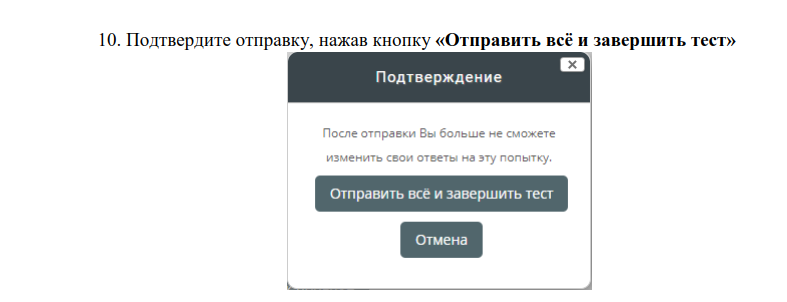 10. Подтвердите отправку, нажав кнопку «Отправить всё и завершить тест»
Подтверждение
После отправки Вы больше не сможете
изменить свои ответы на эту попытку.
Отправить всё и завершить тест
Отмена